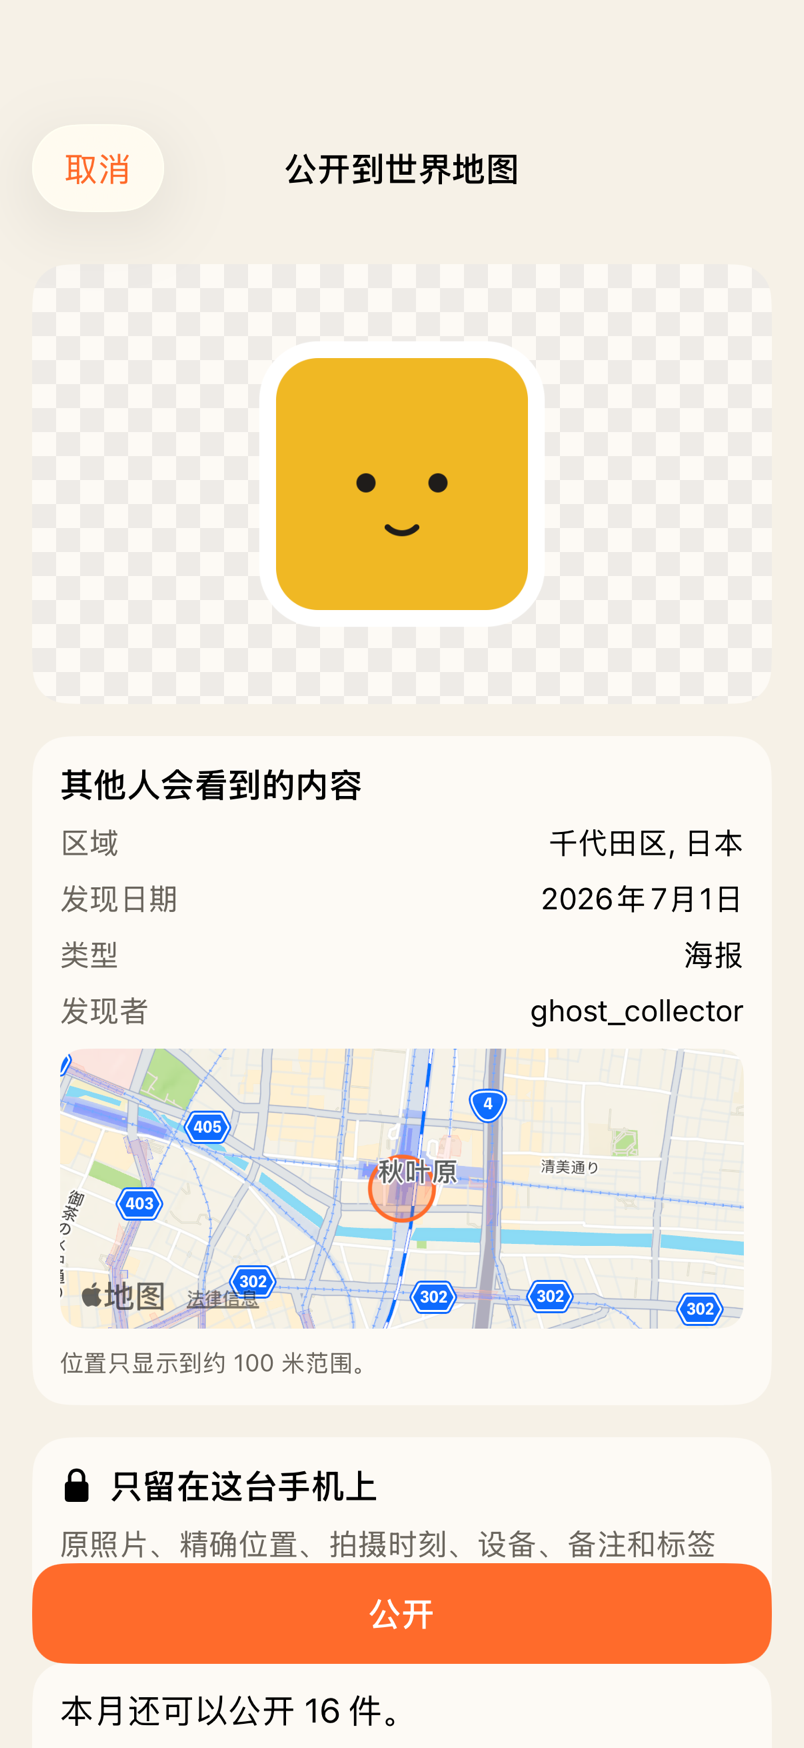 取消
公开到世界地图
其他人会看到的内容
区域
千代田区, 日本
发现日期
2026年7月1日
类型
海报
发现者
ghost_collector
4
405
秋叶原
清美通り
403
302
地图
法律信息
302
302
302
位置只显示到约 100 米范围。
只留在这台手机上
原照片、精确位置、拍摄时刻、设备、备注和标签
公开
本月还可以公开 16 件。